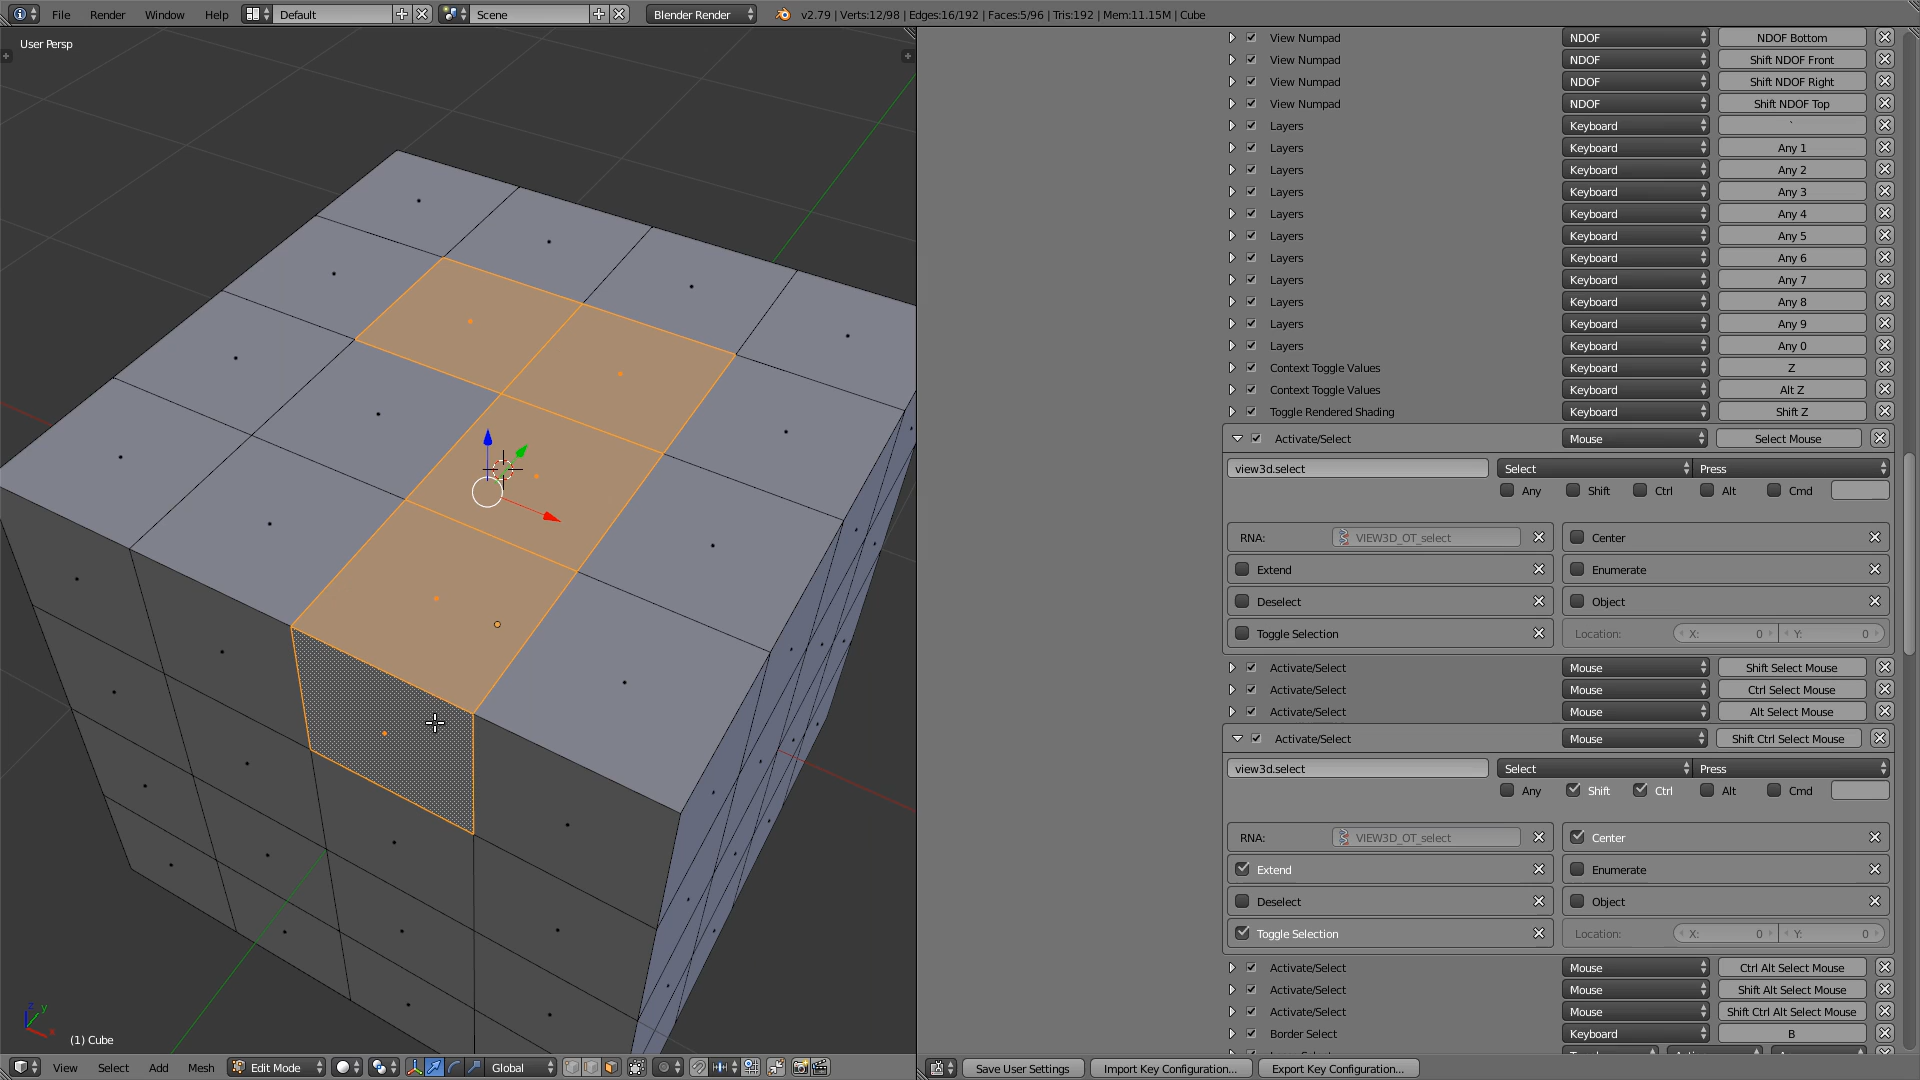 File Render Window Help Default Scene Blender Render v2.79 | Verts:12/98 | Edges:16/192 | Faces:5/96 | Tris:192 | Mem:11.15M | Cube
User Persp
View Numpad NDOF NDOF Bottom
View Numpad NDOF Shift NDOF Front
View Numpad NDOF Shift NDOF Right
View Numpad NDOF Shift NDOF Top
Layers Keyboard `
Layers Keyboard Any 1
Layers Keyboard Any 2
Layers Keyboard Any 3
Layers Keyboard Any 4
Layers Keyboard Any 5
Layers Keyboard Any 6
Layers Keyboard Any 7
Layers Keyboard Any 8
Layers Keyboard Any 9
Layers Keyboard Any 0
Context Toggle Values Keyboard Z
Context Toggle Values Keyboard Alt Z
Toggle Rendered Shading Keyboard Shift Z
Activate/Select Mouse Select Mouse
view3d.select Select Press
Any Shift Ctrl Alt Cmd
RNA: VIEW3D_OT_select Center
Extend Enumerate
Deselect Object
Toggle Selection Location: X: 0 Y: 0
Activate/Select Mouse Shift Select Mouse
Activate/Select Mouse Ctrl Select Mouse
Activate/Select Mouse Alt Select Mouse
Activate/Select Mouse Shift Ctrl Select Mouse
view3d.select Select Press
Any Shift Ctrl Alt Cmd
RNA: VIEW3D_OT_select Center
Extend Enumerate
Deselect Object
Toggle Selection Location: X: 0 Y: 0
Activate/Select Mouse Ctrl Alt Select Mouse
Activate/Select Mouse Shift Alt Select Mouse
Activate/Select Mouse Shift Ctrl Alt Select Mouse
Border Select Keyboard B
z y x
(1) Cube
View Select Add Mesh Edit Mode Global
Save User Settings Import Key Configuration... Export Key Configuration...